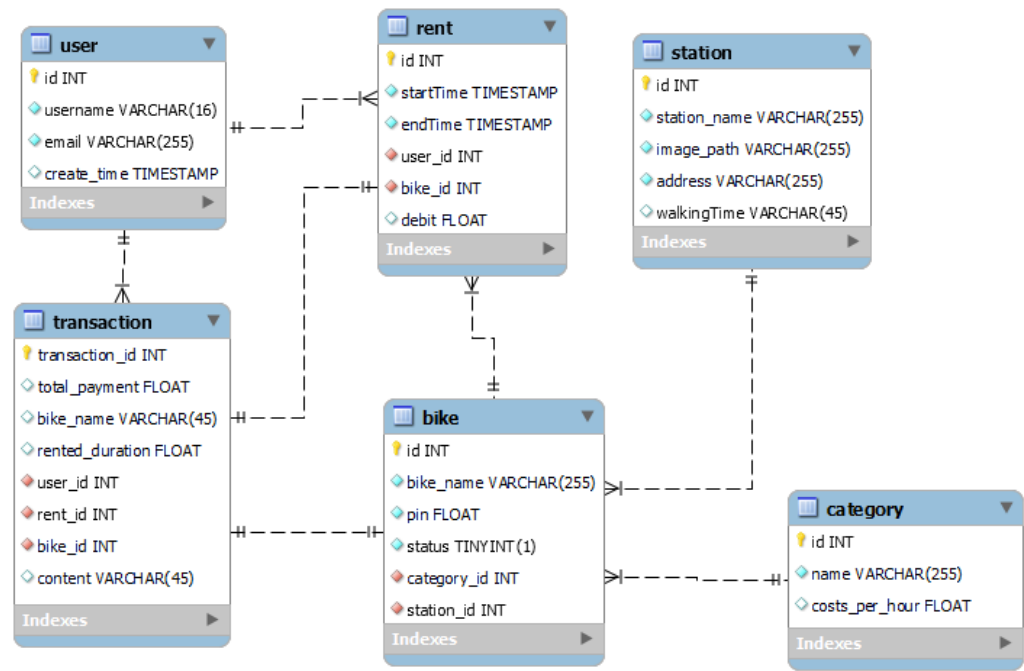 user
id INT
username VARCHAR(16)
email VARCHAR(255)
create_time TIMESTAMP
Indexes
rent
id INT
startTime TIMESTAMP
endTime TIMESTAMP
user_id INT
bike_id INT
debit FLOAT
Indexes
station
id INT
station_name VARCHAR(255)
image_path VARCHAR(255)
address VARCHAR(255)
walkingTime VARCHAR(45)
Indexes
transaction
transaction_id INT
total_payment FLOAT
bike_name VARCHAR(45)
rented_duration FLOAT
user_id INT
rent_id INT
bike_id INT
content VARCHAR(45)
Indexes
bike
id INT
bike_name VARCHAR(255)
pin FLOAT
status TINYINT(1)
category_id INT
station_id INT
Indexes
category
id INT
name VARCHAR(255)
costs_per_hour FLOAT
Indexes